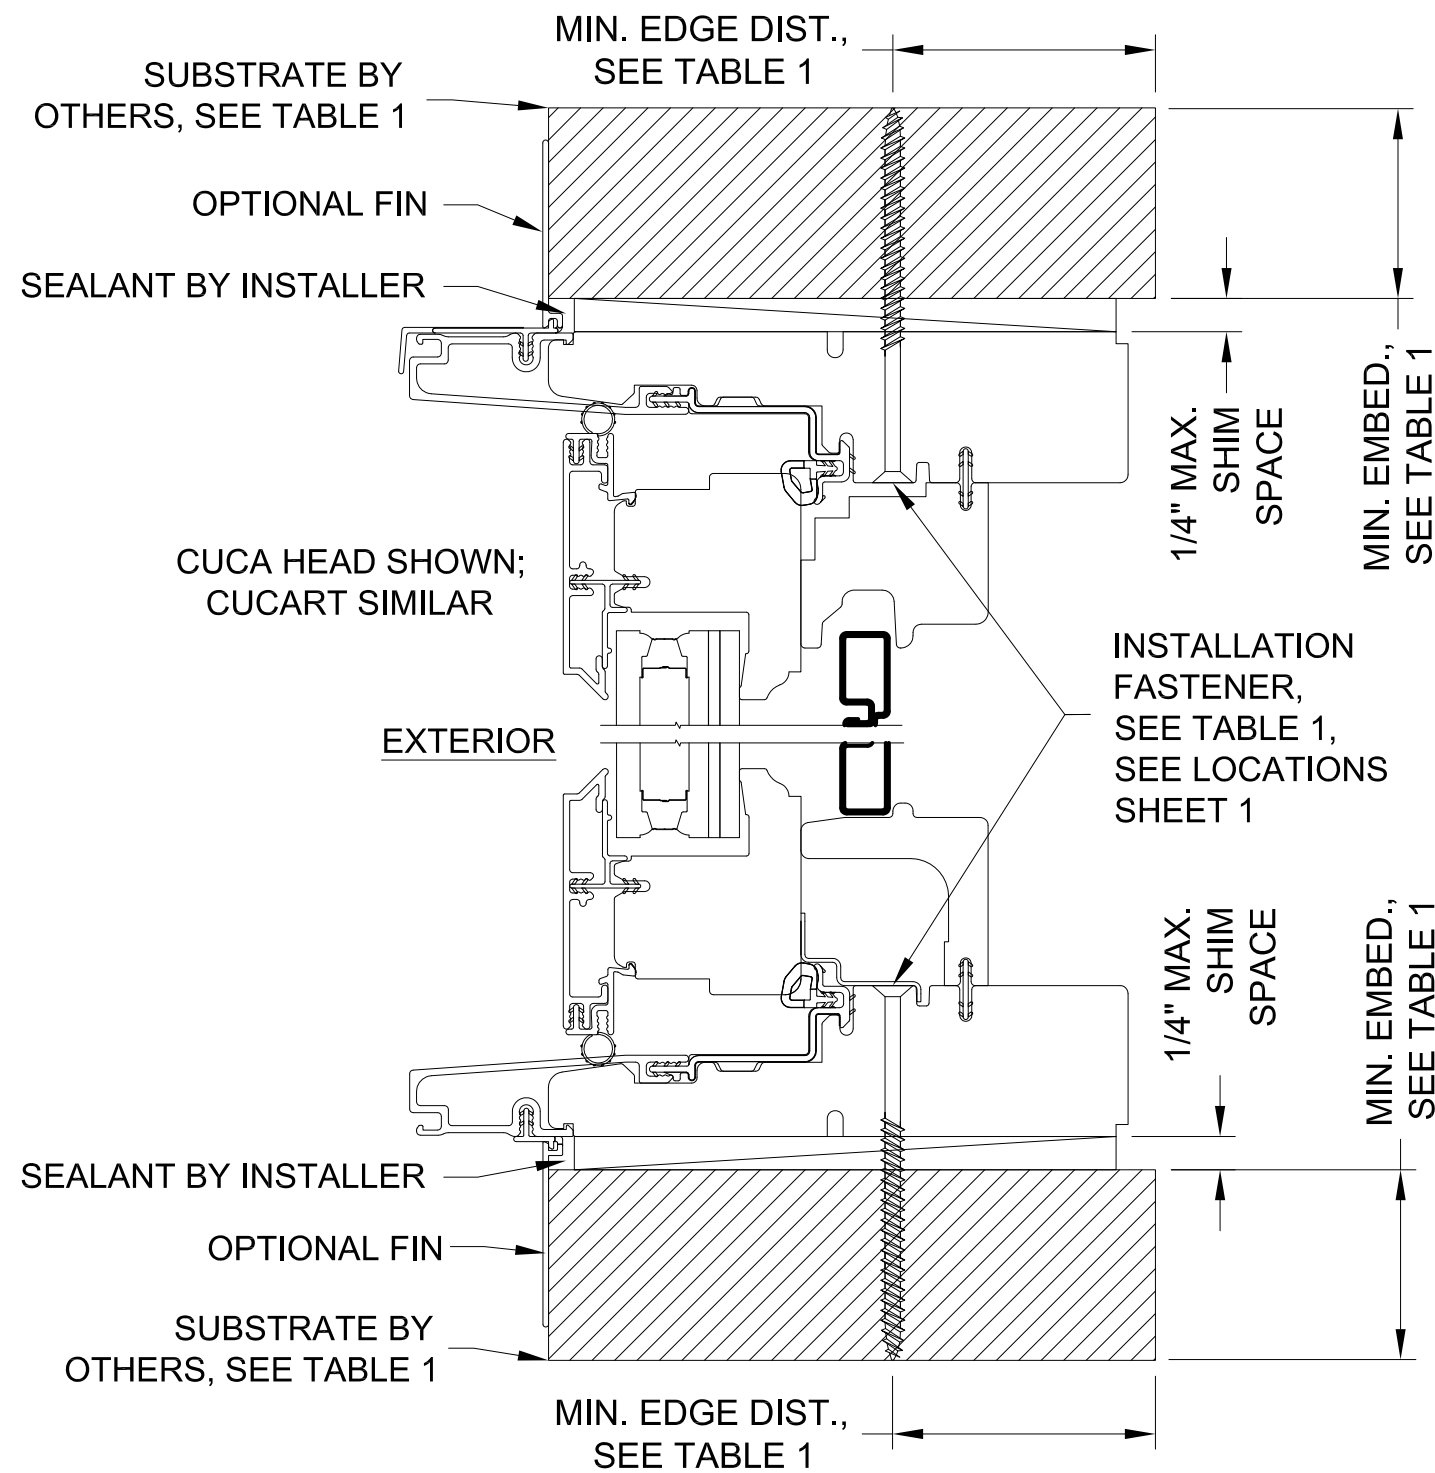 MIN. EDGE DIST.,
SEE TABLE 1
SUBSTRATE BY
OTHERS, SEE TABLE 1
OPTIONAL FIN
SEALANT BY INSTALLER
1/4" MAX.
SHIM
SPACE
MIN. EMBED.,
SEE TABLE 1
CUCA HEAD SHOWN;
CUCART SIMILAR
INSTALLATION
FASTENER,
SEE TABLE 1,
SEE LOCATIONS
SHEET 1
EXTERIOR
1/4" MAX.
SHIM
SPACE
MIN. EMBED.,
SEE TABLE 1
SEALANT BY INSTALLER
OPTIONAL FIN
SUBSTRATE BY
OTHERS, SEE TABLE 1
MIN. EDGE DIST.,
SEE TABLE 1